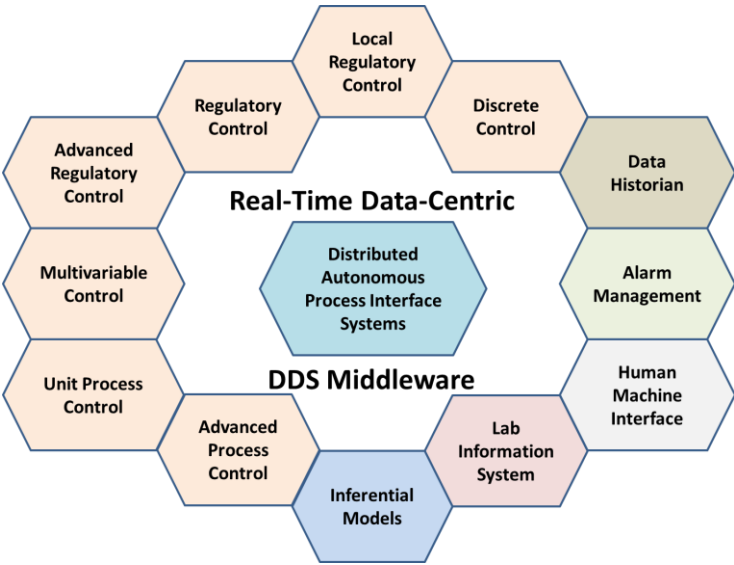 Local
Regulatory
Control
Regulatory
Control
Discrete
Control
Advanced
Regulatory
Control
Data
Historian
Real-Time Data-Centric
Distributed
Autonomous
Process Interface
Systems
Multivariable
Control
Alarm
Management
DDS Middleware
Unit Process
Control
Human
Machine
Interface
Advanced
Process
Control
Lab
Information
System
Inferential
Models